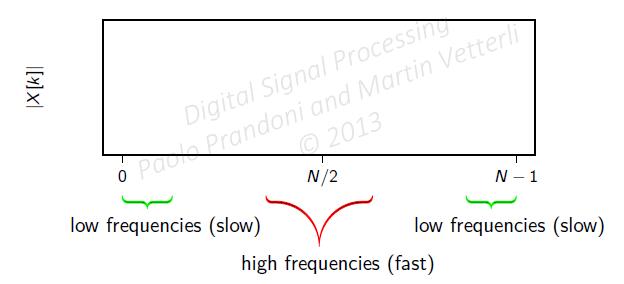 Digital Signal Processing
Paolo Prandoni and Martin Vetterli
© 2013
|X[k]|
0
N/2
N − 1
low frequencies (slow)
low frequencies (slow)
high frequencies (fast)